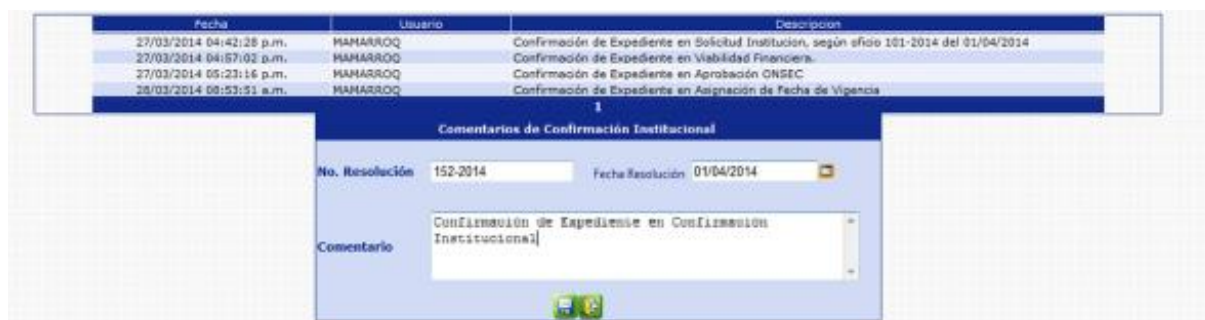 Fecha Usuario Descripcion
27/03/2014 04:42:28 p.m. MAMARROQ Confirmación de Expediente en Solicitud Institucion, según oficio 101-2014 del 01/04/2014
27/03/2014 04:57:02 p.m. MAMARROQ Confirmación de Expediente en Viabilidad Financiera.
27/03/2014 05:23:16 p.m. MAMARROQ Confirmación de Expediente en Aprobación ONSEC
28/03/2014 08:53:51 a.m. MAMARROQ Confirmación de Expediente en Asignación de Fecha de Vigencia
1
Comentarios de Confirmación Institucional
No. Resolución 152-2014 Fecha Resolución 01/04/2014
Confirmación de Expediente en Confirmación
Institucional
Comentario